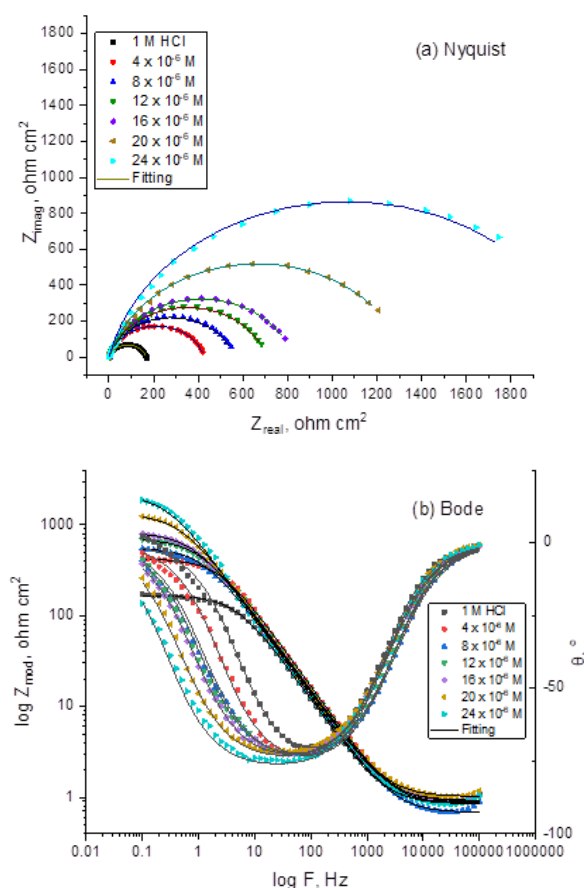 (a) Nyquist
1 M HCl
4 x 10⁻⁶ M
8 x 10⁻⁶ M
12 x 10⁻⁶ M
16 x 10⁻⁶ M
20 x 10⁻⁶ M
24 x 10⁻⁶ M
Fitting
1800
1600
1400
1200
1000
800
600
400
200
0
Zimag, ohm cm²
0 200 400 600 800 1000 1200 1400 1600 1800
Zreal, ohm cm²
(b) Bode
1000
100
10
1
log Zmod, ohm cm²
0
-50
-100
θ, °
1 M HCl
4 x 10⁻⁶ M
8 x 10⁻⁶ M
12 x 10⁻⁶ M
16 x 10⁻⁶ M
20 x 10⁻⁶ M
24 x 10⁻⁶ M
Fitting
0.01 0.1 1 10 100 1000 10000 100000 1000000
log F, Hz